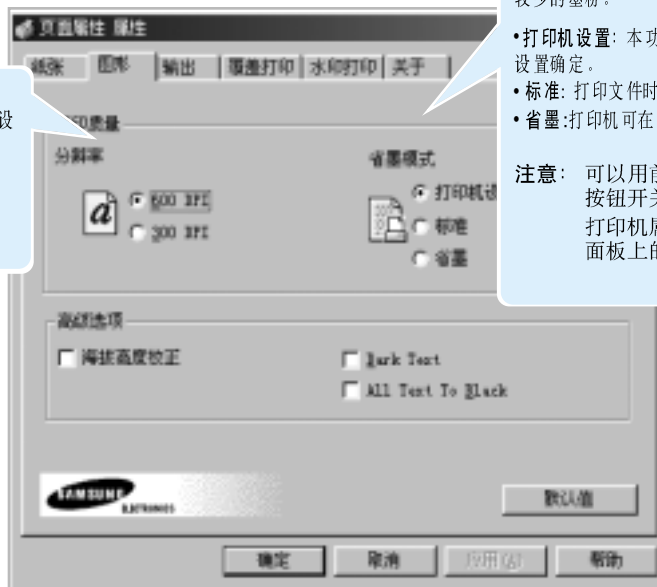 较少的墨粉。
•打印机设置: 本功
设置确定。
•标准: 打印文件时
•省墨:打印机可在
注意: 可以用前
按钮开关
打印机属
面板上的
设
页面属性 属性
纸张 图形 输出 覆盖打印 水印打印 关于
质量
分辨率
600 DPI
300 DPI
省墨模式
打印机设
标准
省墨
高级选项
海拔高度校正
Dark Text
All Text To Black
SAMSUNG
ELECTRONICS
默认值
确定 取消 应用(A) 帮助